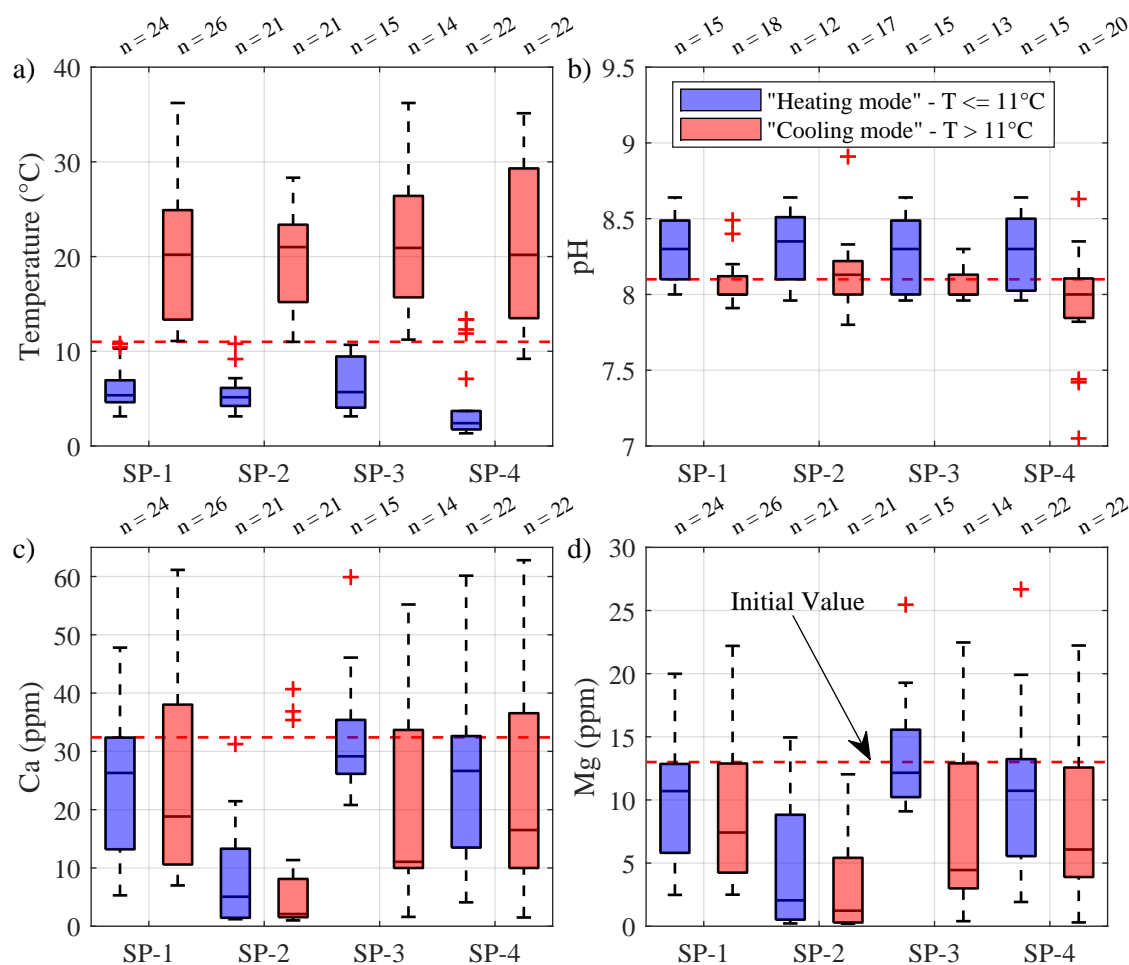 n = 24 n = 26 n = 21 n = 21 n = 15 n = 14 n = 22 n = 22
a)
Temperature (°C)
40
30
20
10
0
SP-1 SP-2 SP-3 SP-4
n = 15 n = 18 n = 12 n = 17 n = 15 n = 13 n = 15 n = 20
b)
pH
9.5
9
8.5
8
7.5
7
"Heating mode" - T <= 11°C
"Cooling mode" - T > 11°C
SP-1 SP-2 SP-3 SP-4
n = 24 n = 26 n = 21 n = 21 n = 15 n = 14 n = 22 n = 22
c)
Ca (ppm)
60
50
40
30
20
10
0
SP-1 SP-2 SP-3 SP-4
n = 24 n = 26 n = 21 n = 21 n = 15 n = 14 n = 22 n = 22
d)
Mg (ppm)
30
25
20
15
10
5
0
Initial Value
SP-1 SP-2 SP-3 SP-4